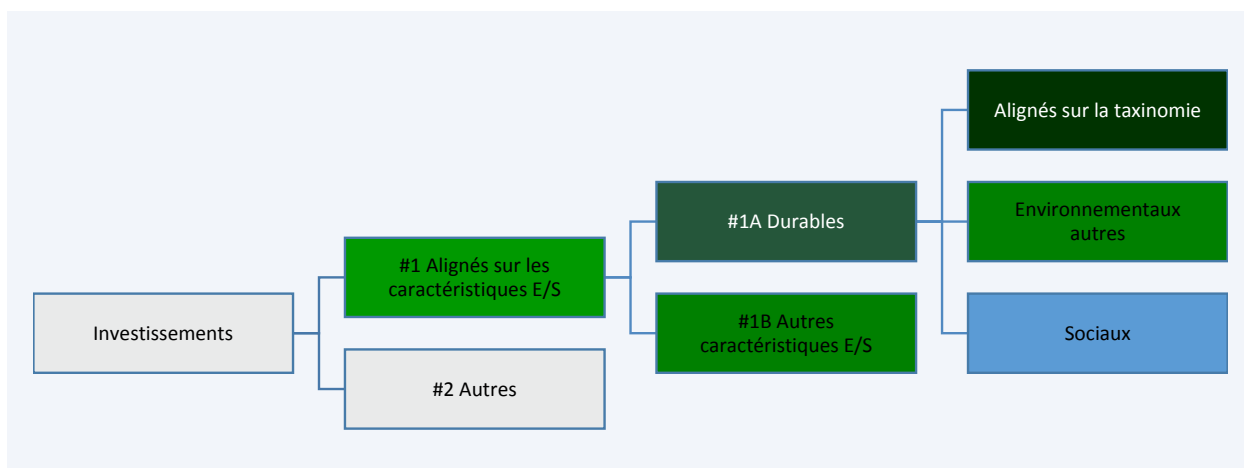 Investissements
#1 Alignés sur les
caractéristiques E/S
#2 Autres
#1A Durables
#1B Autres
caractéristiques E/S
Alignés sur la taxinomie
Environnementaux
autres
Sociaux